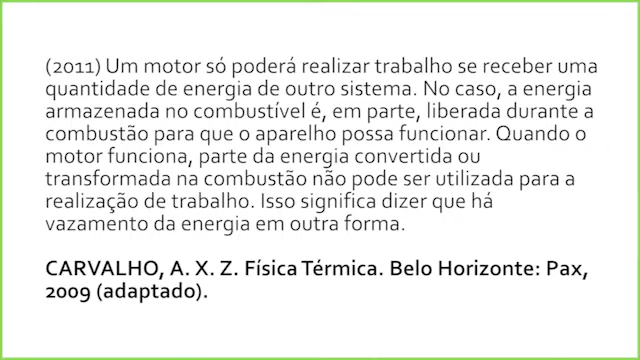 (2011) Um motor só poderá realizar trabalho se receber uma
quantidade de energia de outro sistema. No caso, a energia
armazenada no combustível é, em parte, liberada durante a
combustão para que o aparelho possa funcionar. Quando o
motor funciona, parte da energia convertida ou
transformada na combustão não pode ser utilizada para a
realização de trabalho. Isso significa dizer que há
vazamento da energia em outra forma.
CARVALHO, A. X. Z. Física Térmica. Belo Horizonte: Pax,
2009 (adaptado).